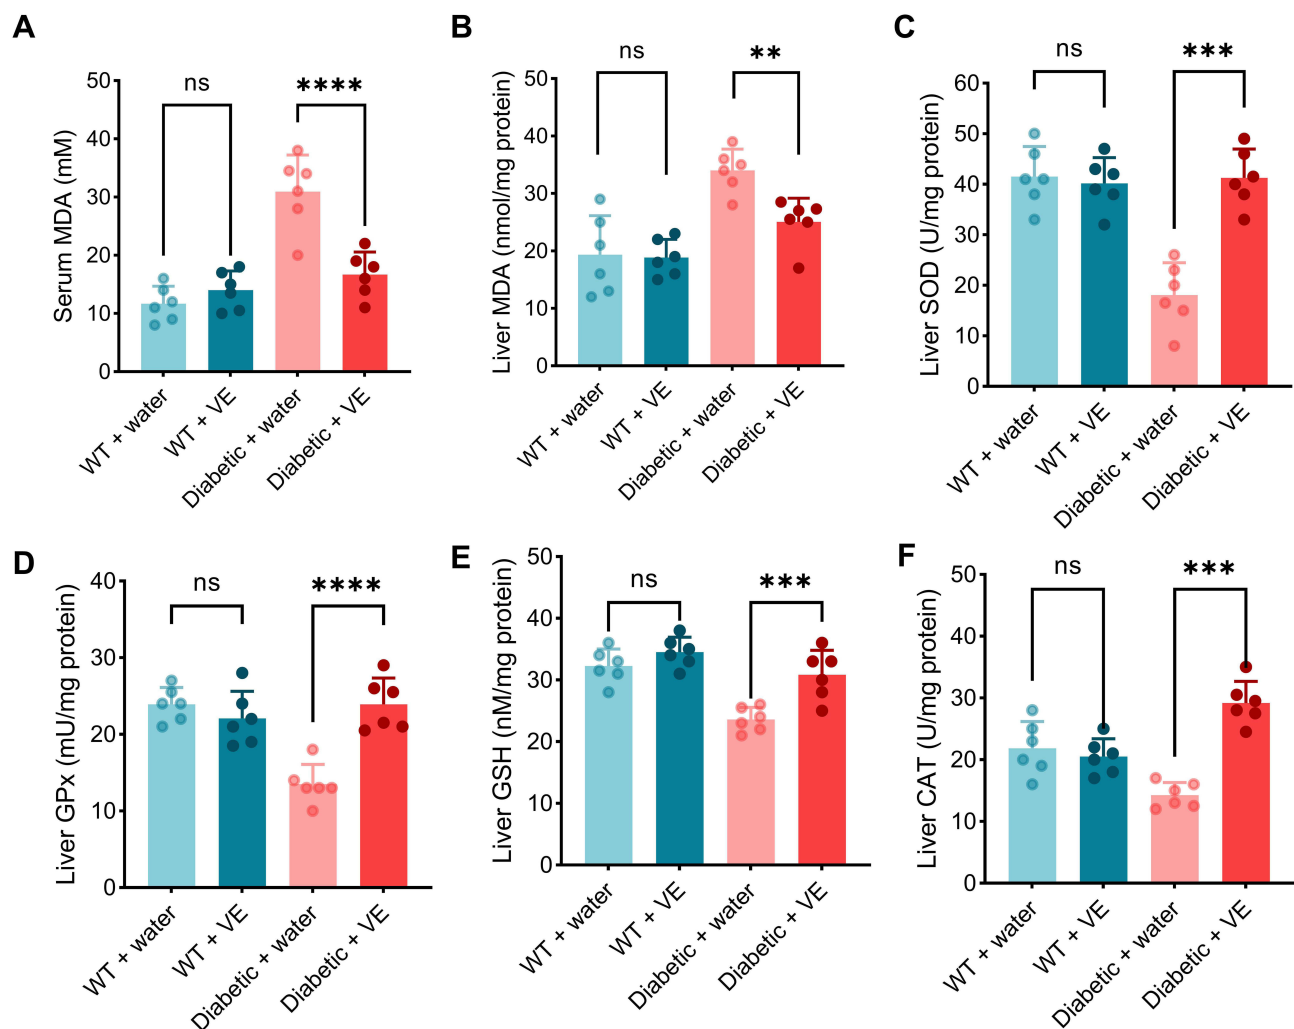 A
Serum MDA (mM)
50
40
30
20
10
0
ns
****
WT + water
WT + VE
Diabetic + water
Diabetic + VE
B
Liver MDA (nmol/mg protein)
50
40
30
20
10
0
ns
**
WT + water
WT + VE
Diabetic + water
Diabetic + VE
C
Liver SOD (U/mg protein)
60
50
40
30
20
10
0
ns
***
WT + water
WT + VE
Diabetic + water
Diabetic + VE
D
Liver GPx (mU/mg protein)
40
30
20
10
0
ns
****
WT + water
WT + VE
Diabetic + water
Diabetic + VE
E
Liver GSH (nM/mg protein)
50
40
30
20
10
0
ns
***
WT + water
WT + VE
Diabetic + water
Diabetic + VE
F
Liver CAT (U/mg protein)
50
40
30
20
10
0
ns
***
WT + water
WT + VE
Diabetic + water
Diabetic + VE